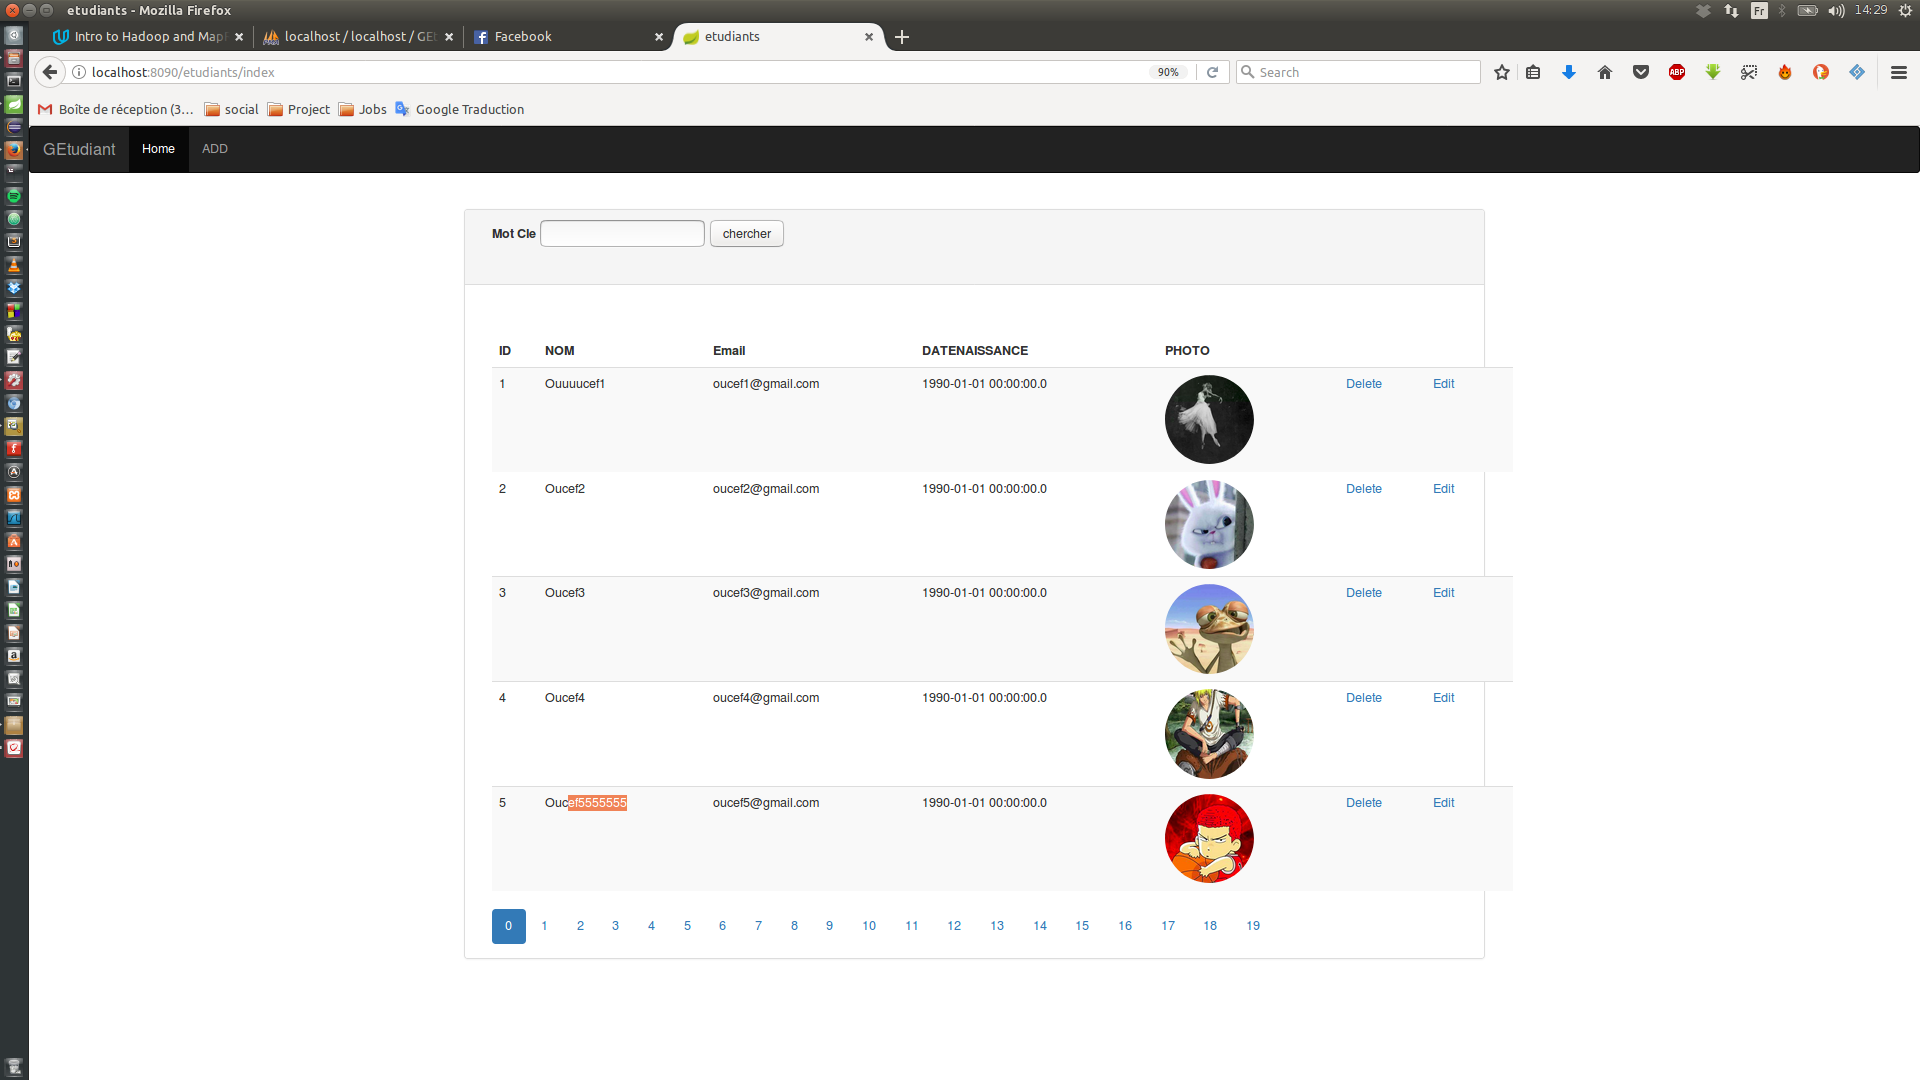 etudiants - Mozilla Firefox
Fr 14:29
Intro to Hadoop and Map
localhost / localhost / GEt
Facebook
etudiants
localhost:8090/etudiants/index
90%
Search
ABP
Boîte de réception (3...
social
Project
Jobs
Google Traduction
GEtudiant Home ADD
Mot Cle chercher
ID NOM Email DATENAISSANCE PHOTO
1 Ouuuucef1 oucef1@gmail.com 1990-01-01 00:00:00.0 Delete Edit
2 Oucef2 oucef2@gmail.com 1990-01-01 00:00:00.0 Delete Edit
3 Oucef3 oucef3@gmail.com 1990-01-01 00:00:00.0 Delete Edit
4 Oucef4 oucef4@gmail.com 1990-01-01 00:00:00.0 Delete Edit
5 Oucef5555555 oucef5@gmail.com 1990-01-01 00:00:00.0 Delete Edit
0 1 2 3 4 5 6 7 8 9 10 11 12 13 14 15 16 17 18 19